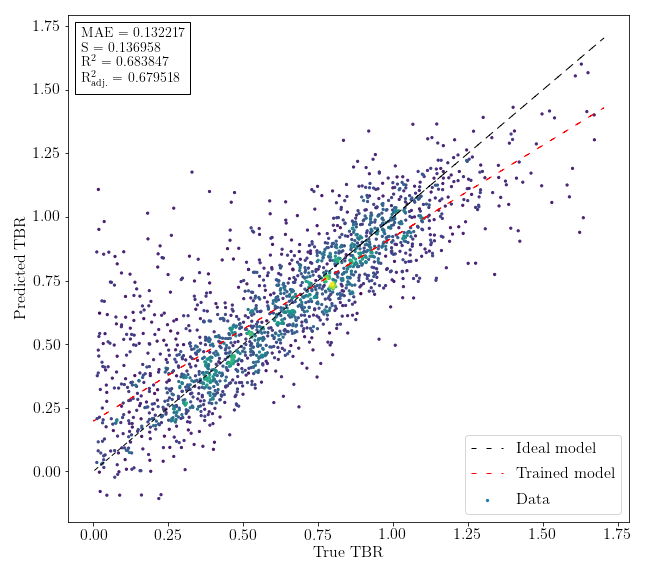 MAE = 0.132217
S = 0.136958
R² = 0.683847
R²adj. = 0.679518
1.75
1.50
1.25
1.00
0.75
0.50
0.25
0.00
Predicted TBR
Ideal model
Trained model
Data
0.00 0.25 0.50 0.75 1.00 1.25 1.50 1.75
True TBR